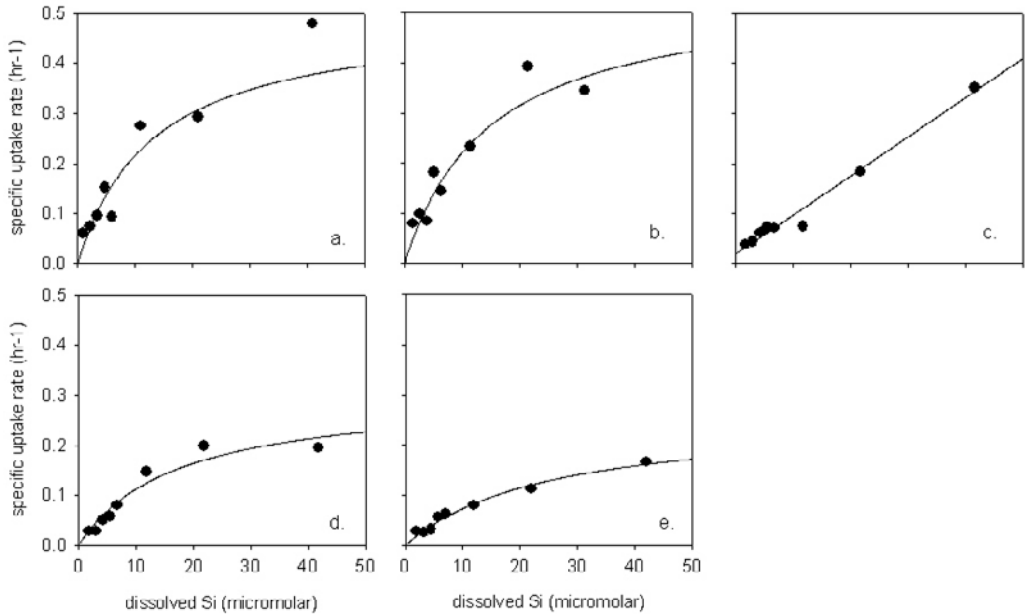 0.5
0.4
0.3
0.2
0.1
0.0
specific uptake rate (hr-1)
a.
b.
c.
0.5
0.4
0.3
0.2
0.1
0.0
specific uptake rate (hr-1)
d.
e.
0 10 20 30 40 50
0 10 20 30 40 50
dissolved Si (micromolar)
dissolved Si (micromolar)